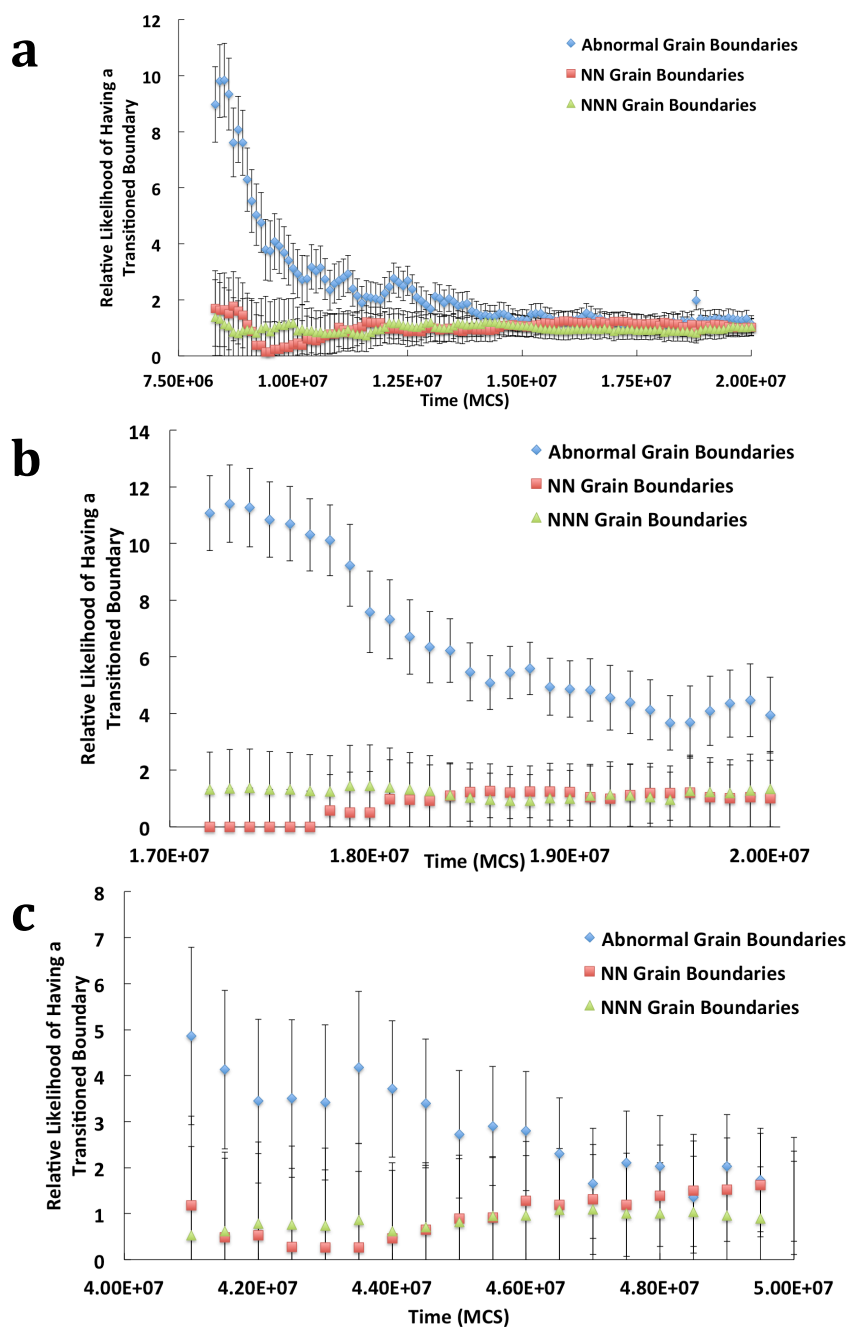 a
Relative Likelihood of Having a
Transitioned Boundary
12
10
8
6
4
2
0
Abnormal Grain Boundaries
NN Grain Boundaries
NNN Grain Boundaries
7.50E+06 1.00E+07 1.25E+07 1.50E+07 1.75E+07 2.00E+07
Time (MCS)
b
Relative Likelihood of Having a
Transitioned Boundary
14
12
10
8
6
4
2
0
Abnormal Grain Boundaries
NN Grain Boundaries
NNN Grain Boundaries
1.70E+07 1.80E+07 Time (MCS) 1.90E+07 2.00E+07
c
Relative Likelihood of Having a
Transitioned Boundary
8
7
6
5
4
3
2
1
0
Abnormal Grain Boundaries
NN Grain Boundaries
NNN Grain Boundaries
4.00E+07 4.20E+07 4.40E+07 4.60E+07 4.80E+07 5.00E+07
Time (MCS)